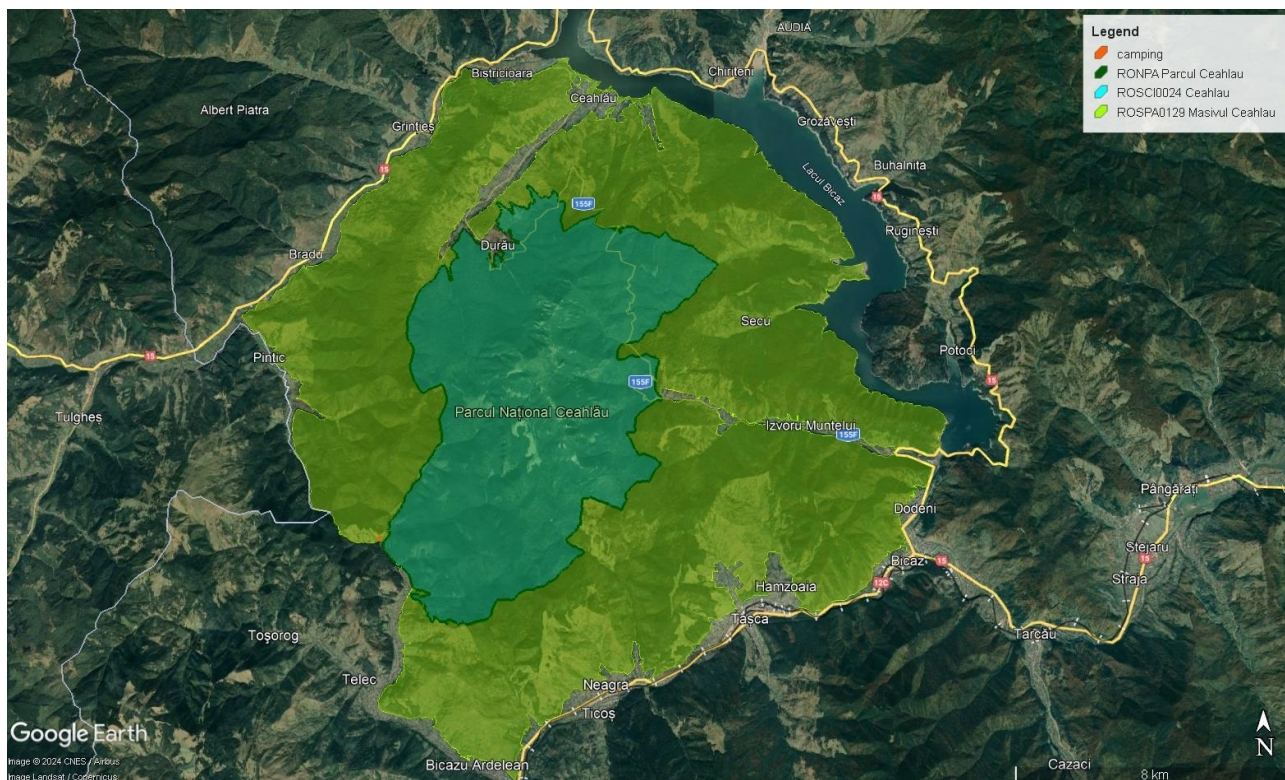 Legend
camping
RONPA Parcul Ceahlau
ROSCI0024 Ceahlau
ROSPA0129 Masivul Ceahlau
AUDIA
Bistricioara
Chiriteni
Ceahlău
Albert Piatra
Grozăvești
Grințieș
15
Buhalnița
Lacul Bicaz
15
155F
Ruginești
Durău
Bradu
Secu
15
Pintic
Potoci
155F
15
Tulgheș
Parcul Național Ceahlău
Izvoru Muntelui
155F
Pângărați
Dodeni
Stejaru
Bicaz
15
15
Hamzoaia
12C
Straja
Tașca
Toșorog
Tarcău
Telec
Neagra
Ticoș
Google Earth
N
Image © 2024 CNES / Airbus
Bicazu Ardelean
Cazaci
Image Landsat / Copernicus
8 km